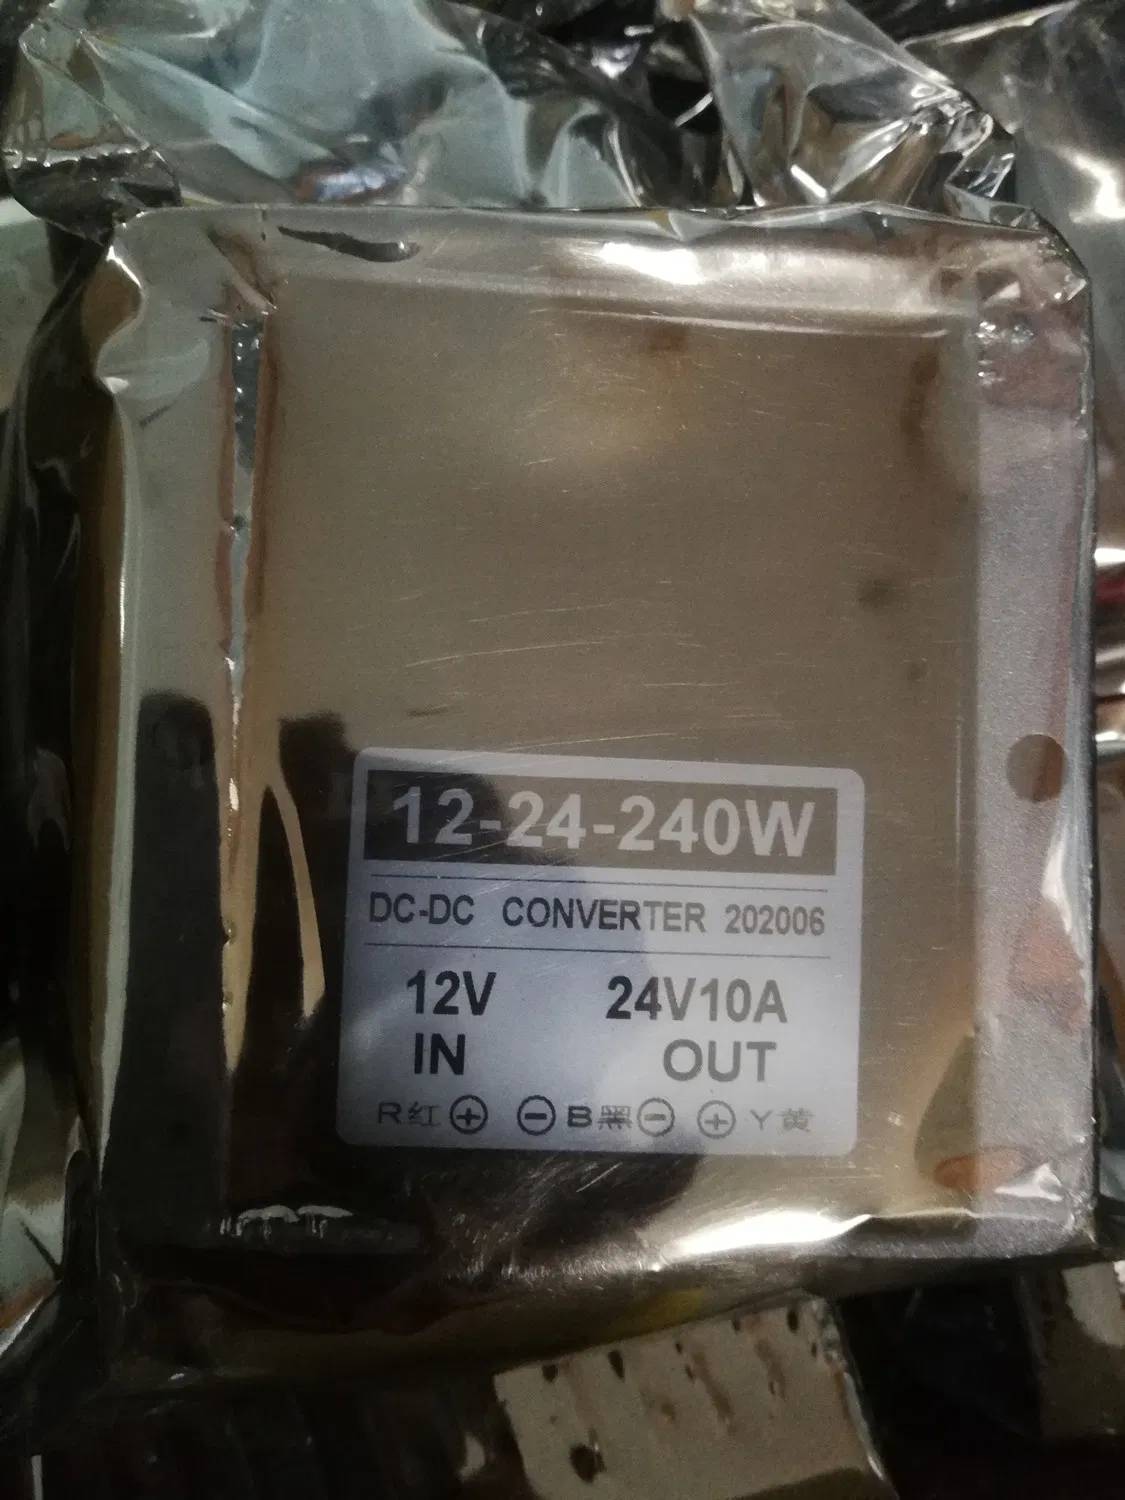 12-24-240W
DC-DC CONVERTER 202006
12V 24V10A
IN OUT
R红⊕ ⊖B黑⊖ ⊕Y黄